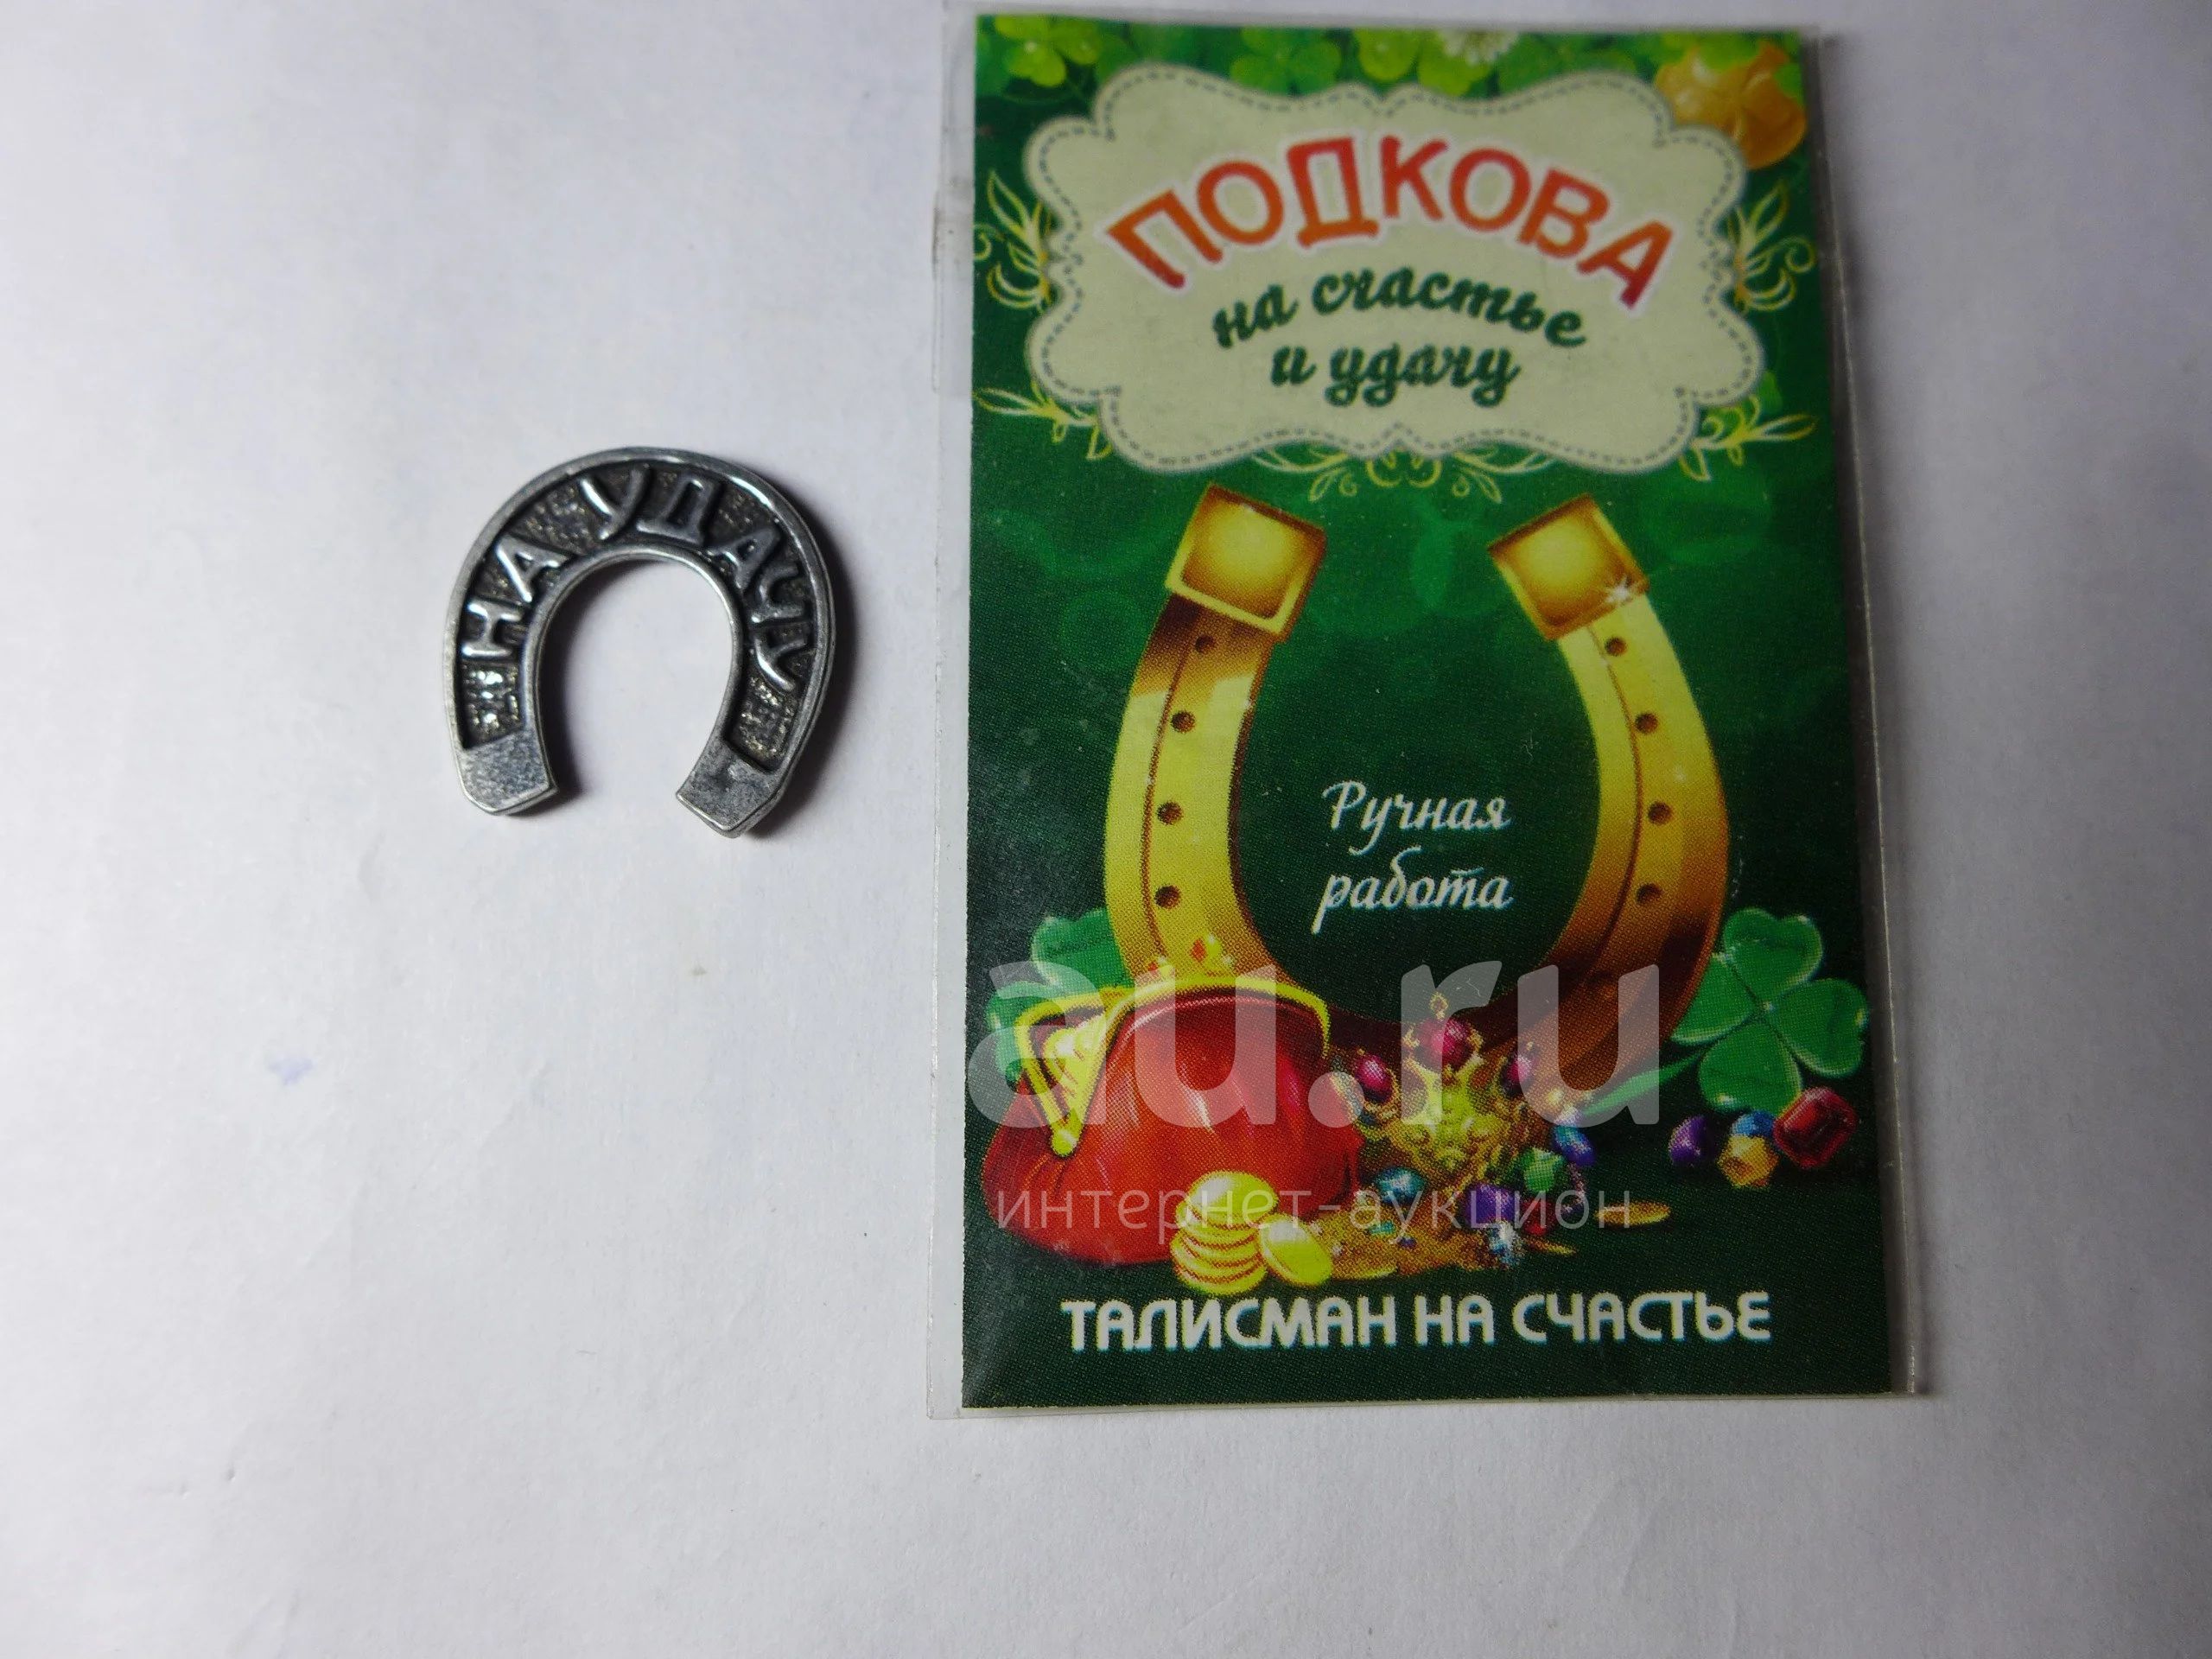 НА УДАЧУ
ПОДКОВА
на счастье
и удачу
Ручная
работа
au.ru
интернет-аукцион
ТАЛИСМАН НА СЧАСТЬЕ